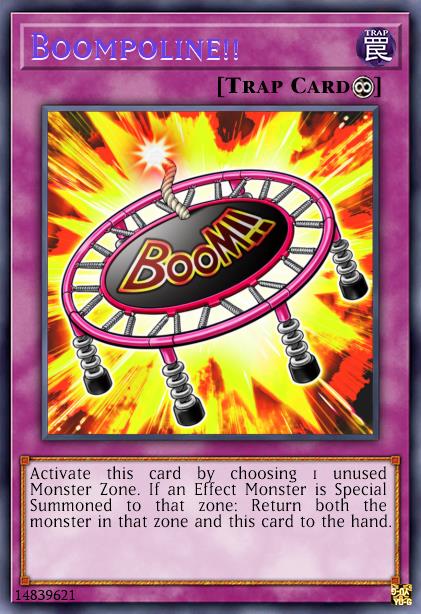 Boompoline!!
TRAP
罠
[Trap Card]
BOOM!!
Activate this card by choosing 1 unused
Monster Zone. If an Effect Monster is Special
Summoned to that zone: Return both the
monster in that zone and this card to the hand.
14839621